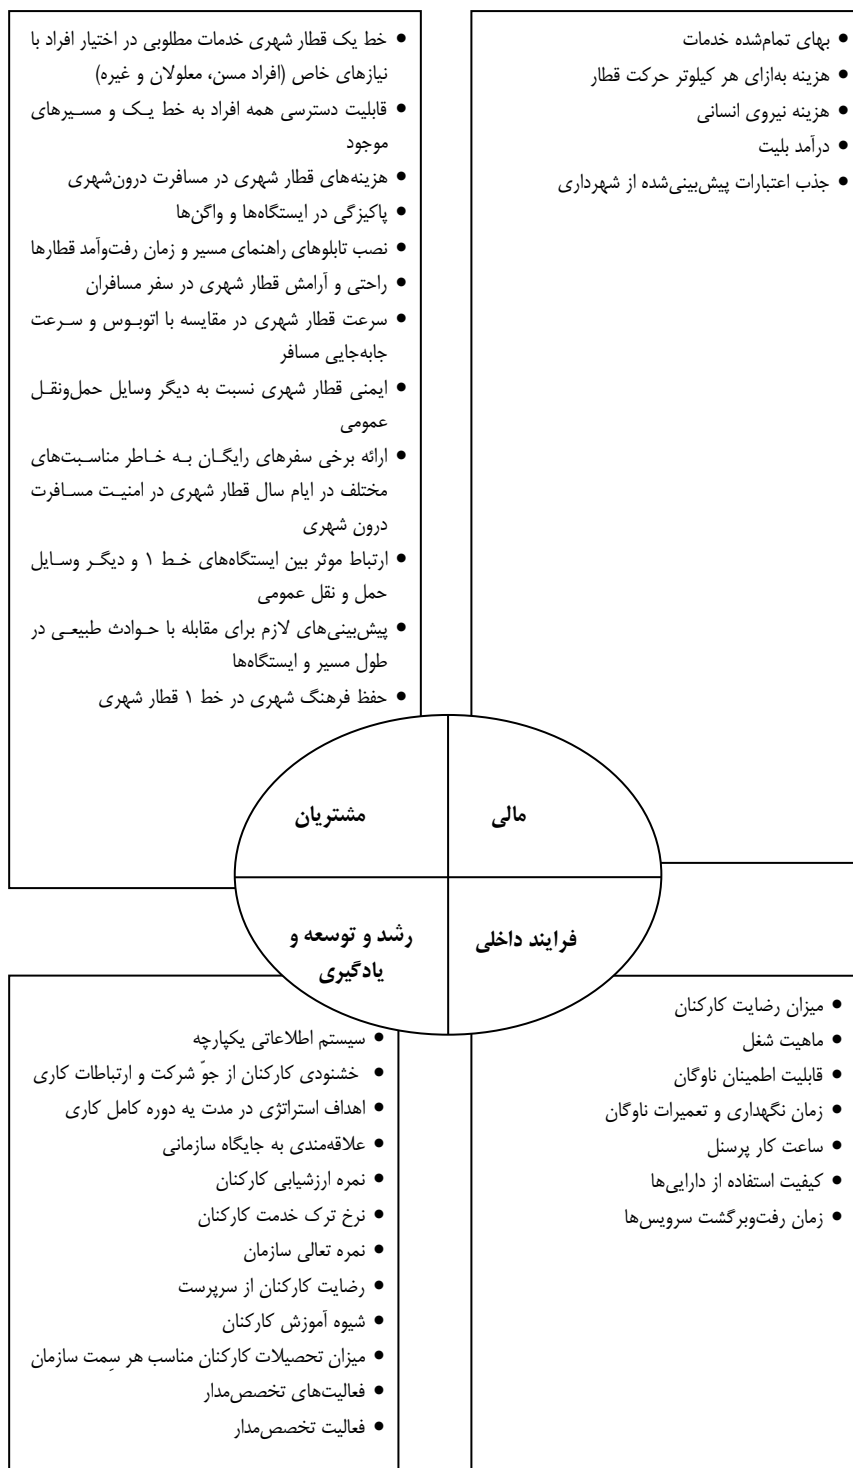 بهای تمام‌شده خدمات
هزینه به‌ازای هر کیلوتر حرکت قطار
هزینه نیروی انسانی
درآمد بلیت
جذب اعتبارات پیش‌بینی‌شده از شهرداری
خط یک قطار شهری خدمات مطلوبی در اختیار افراد با
نیازهای خاص (افراد مسن، معلولان و غیره)
قابلیت دسترسی همه افراد به خط یک و مسیرهای
موجود
هزینه‌های قطار شهری در مسافرت درون‌شهری
پاکیزگی در ایستگاه‌ها و واگن‌ها
نصب تابلوهای راهنمای مسیر و زمان رفت‌وآمد قطارها
راحتی و آرامش قطار شهری در سفر مسافران
سرعت قطار شهری در مقایسه با اتوبوس و سرعت
جابه‌جایی مسافر
ایمنی قطار شهری نسبت به دیگر وسایل حمل‌ونقل
عمومی
ارائه برخی سفرهای رایگان به خاطر مناسبت‌های
مختلف در ایام سال قطار شهری در امنیت مسافرت
درون شهری
ارتباط موثر بین ایستگاه‌های خط ۱ و دیگر وسایل
حمل و نقل عمومی
پیش‌بینی‌های لازم برای مقابله با حوادث طبیعی در
طول مسیر و ایستگاه‌ها
حفظ فرهنگ شهری در خط ۱ قطار شهری
مالی
مشتریان
فرایند داخلی
رشد و توسعه و
یادگیری
میزان رضایت کارکنان
ماهیت شغل
قابلیت اطمینان ناوگان
زمان نگهداری و تعمیرات ناوگان
ساعت کار پرسنل
کیفیت استفاده از دارایی‌ها
زمان رفت‌وبرگشت سرویس‌ها
سیستم اطلاعاتی یکپارچه
خشنودی کارکنان از جوّ شرکت و ارتباطات کاری
اهداف استراتژی در مدت یه دوره کامل کاری
علاقه‌مندی به جایگاه سازمانی
نمره ارزشیابی کارکنان
نرخ ترک خدمت کارکنان
نمره تعالی سازمان
رضایت کارکنان از سرپرست
شیوه آموزش کارکنان
میزان تحصیلات کارکنان مناسب هر سِمت سازمان
فعالیت‌های تخصص‌مدار
فعالیت تخصص‌مدار